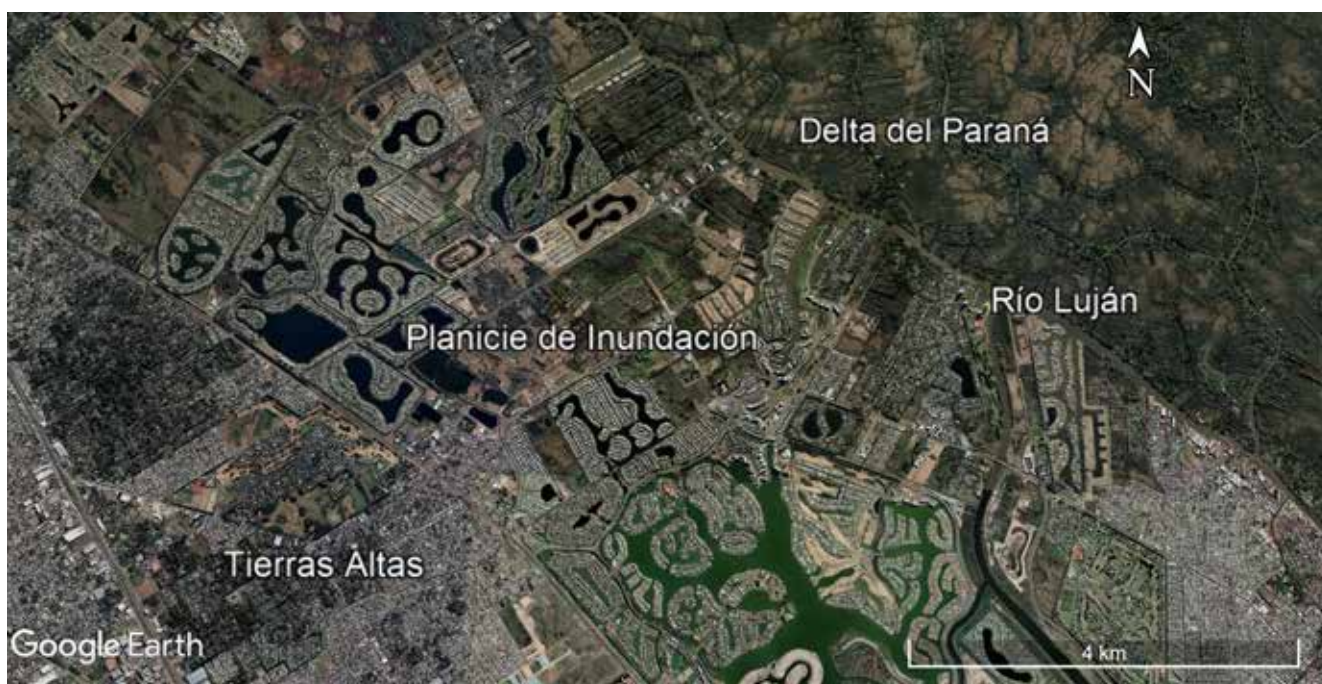 N
Delta del Paraná
Río Luján
Planicie de Inundación
Tierras Altas
Google Earth
4 km